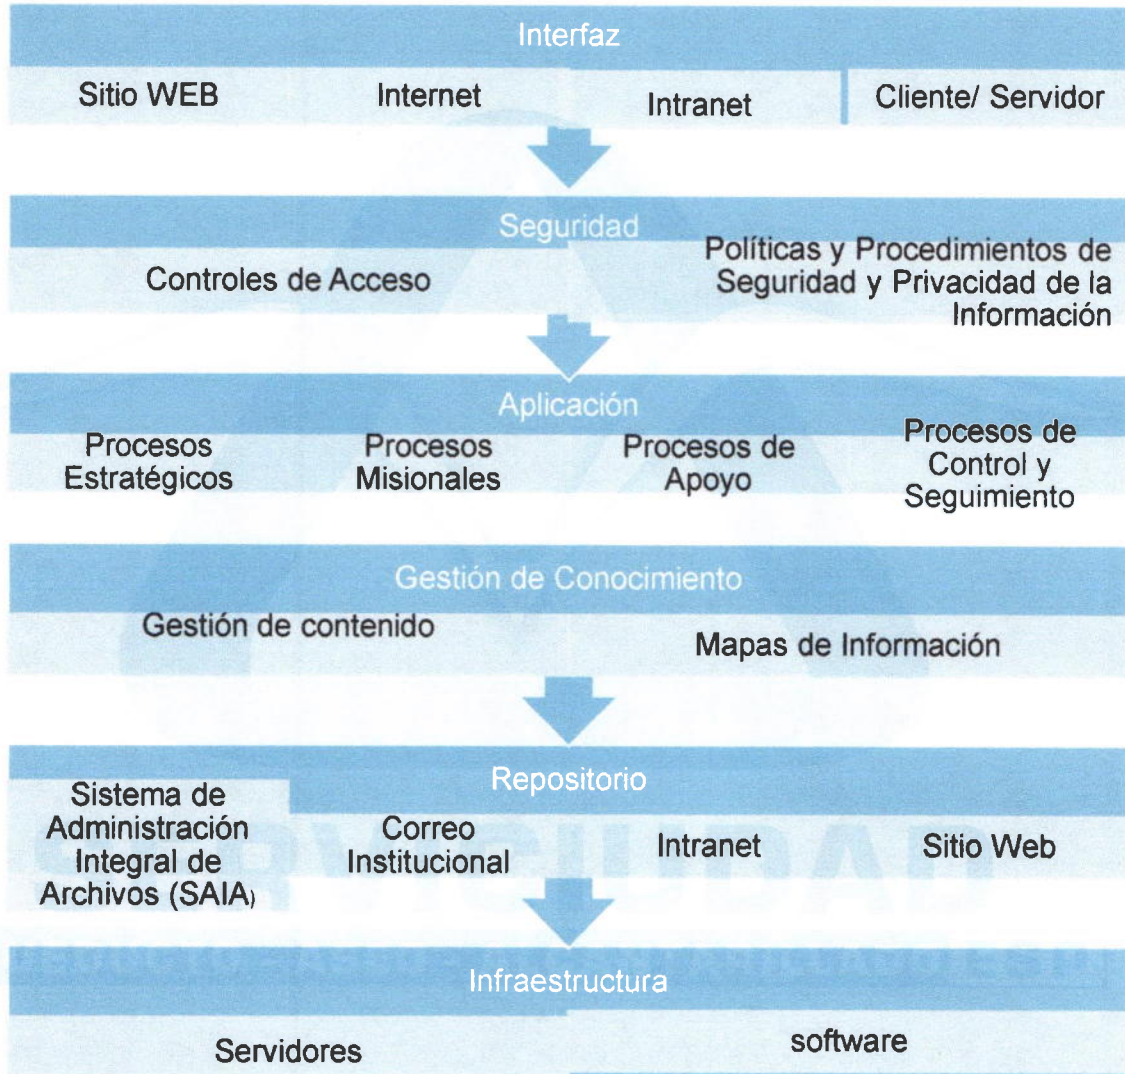 Interfaz
Sitio WEB
Internet
Intranet
Cliente/ Servidor
Seguridad
Controles de Acceso
Políticas y Procedimientos de
Seguridad y Privacidad de la
Información
Aplicación
Procesos
Estratégicos
Procesos
Misionales
Procesos de
Apoyo
Procesos de
Control y
Seguimiento
Gestión de Conocimiento
Gestión de contenido
Mapas de Información
Repositorio
Sistema de
Administración
Integral de
Archivos (SAIA)
Correo
Institucional
Intranet
Sitio Web
SERVICIUDAD
Infraestructura
Servidores
software